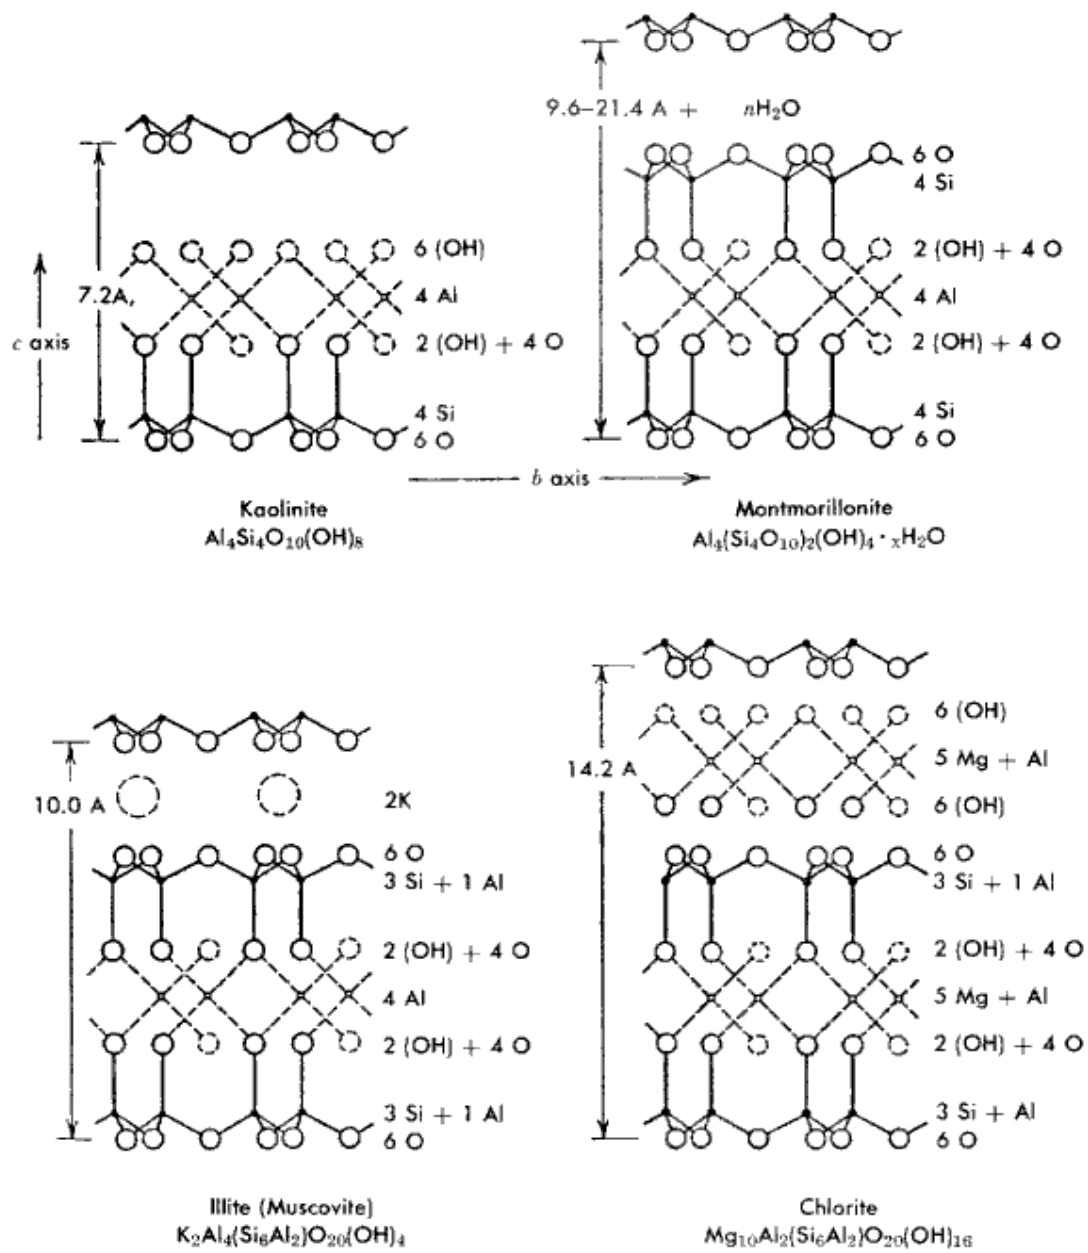 9.6–21.4 A + nH₂O
6 O
4 Si
6 (OH)
2 (OH) + 4 O
7.2A,
4 Al
4 Al
c axis
2 (OH) + 4 O
2 (OH) + 4 O
4 Si
4 Si
6 O
6 O
b axis
Kaolinite
Al₄Si₄O₁₀(OH)₈
Montmorillonite
Al₄(Si₄O₁₀)₂(OH)₄·ₓH₂O
10.0 A
2K
6 O
3 Si + 1 Al
2 (OH) + 4 O
4 Al
2 (OH) + 4 O
3 Si + 1 Al
6 O
Illite (Muscovite)
K₂Al₄(Si₆Al₂)O₂₀(OH)₄
6 (OH)
14.2 A
5 Mg + Al
6 (OH)
6 O
3 Si + 1 Al
2 (OH) + 4 O
5 Mg + Al
2 (OH) + 4 O
3 Si + Al
6 O
Chlorite
Mg₁₀Al₂(Si₆Al₂)O₂₀(OH)₁₆